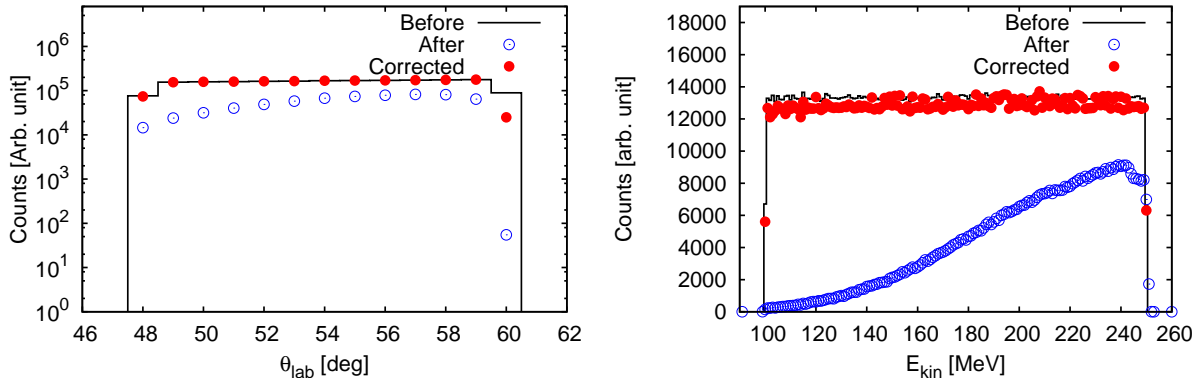 Before
After
Corrected
10^6
10^5
10^4
10^3
10^2
10^1
10^0
Counts [Arb. unit]
46 48 50 52 54 56 58 60 62
θ_lab [deg]
Before
After
Corrected
18000
16000
14000
12000
10000
8000
6000
4000
2000
0
Counts [arb. unit]
100 120 140 160 180 200 220 240 260
E_kin [MeV]